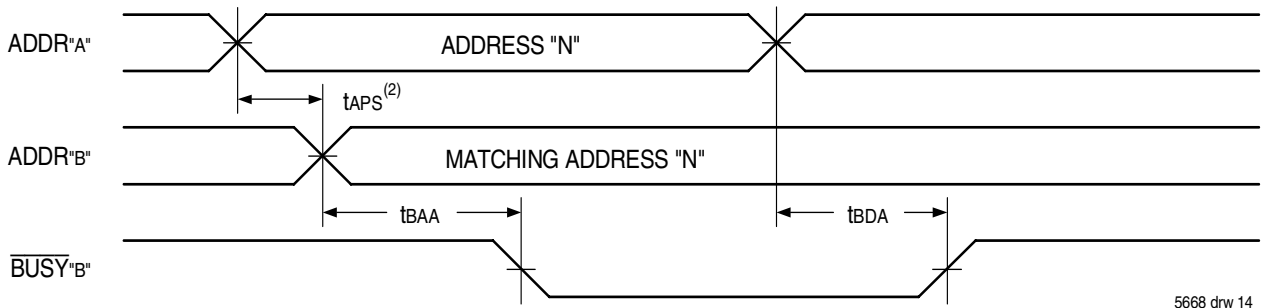 ADDR"A"
ADDRESS "N"
tAPS(2)
ADDR"B"
MATCHING ADDRESS "N"
tBAA
tBDA
BUSY"B"
5668 drw 14